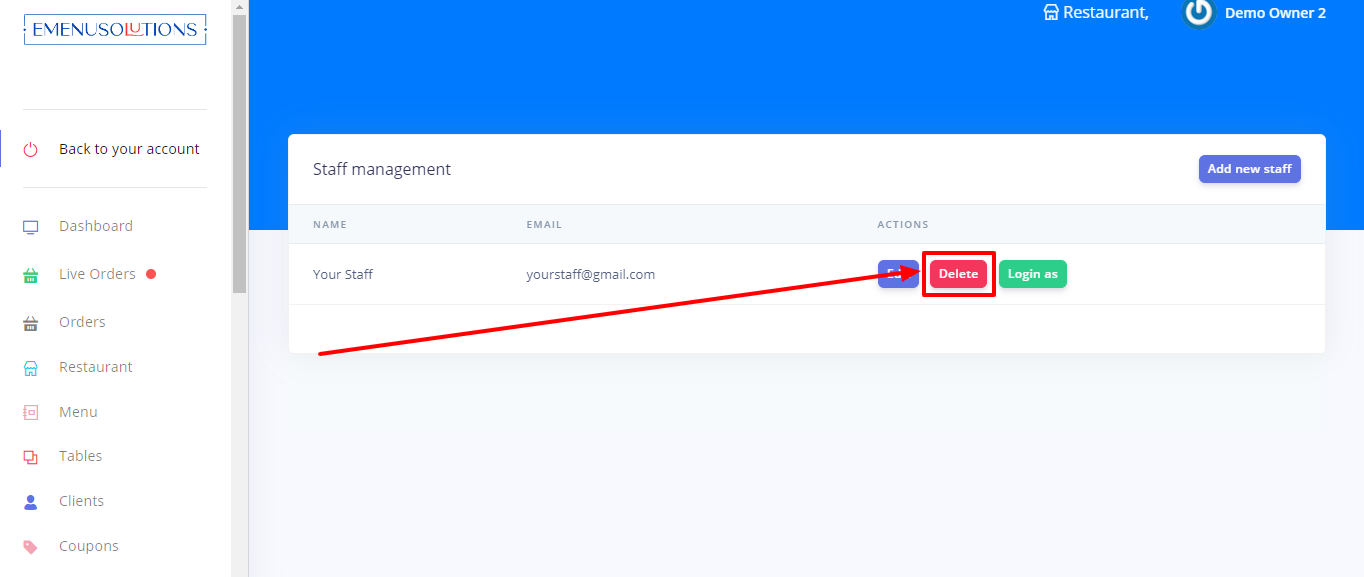 EMENUSOLUTIONS
Restaurant,
Demo Owner 2
Back to your account
Dashboard
Live Orders
Orders
Restaurant
Menu
Tables
Clients
Coupons
Staff management
Add new staff
NAME EMAIL ACTIONS
Your Staff yourstaff@gmail.com Delete Login as